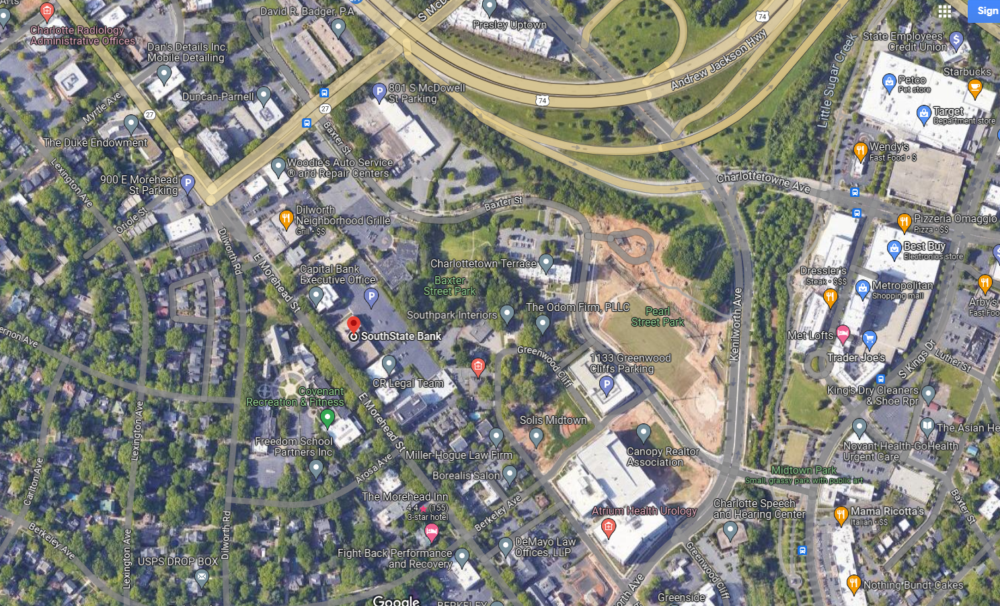 Arts
David R. Badger, P.A
S McD
Presley Uptown
74
Sign
Charlotte Radiology
Administrative Offices
Dan's Details Inc.
Mobile Detailing
State Employees'
Credit Union
Andrew Jackson Hwy
Little Sugar Creek
Starbucks
Petco
Pet store
Duncan-Parnell
801 S McDowell
St Parking
74
27
27
Myrtle Ave
Target
Department store
The Duke Endowment
Baxter St
Wendy's
Fast Food • $
Woodie's Auto Service
® and Repair Centers
Lexington Ave
900 E Morehead
St Parking
Charlottetowne Ave
Baxter St
Oriole St
Dilworth
Neighborhood Grille
Grill • $$
Pizzeria Omaggio
Pizza • $$
Dilworth Rd
E Morehead St
Best Buy
Electronics store
Charlottetown Terrace
Capital Bank
Executive Office
Baxter
Street Park
Dressler's
Steak • $$$
Metropolitan
Shopping mall
Arby's
Fast Foo
Southpark Interiors
The Odom Firm, PLLC
Pearl
Street Park
Kenilworth Ave
SouthState Bank
ernon Ave
Met Lofts
Trader Joe's
S Kings Dr
Luther St
Greenwood Cliff
1133 Greenwood
Cliffs Parking
CR Legal Team
Covenant
Recreation & Fitness
King's Dry Cleaners
& Shoe Rpr
E Morehead St
Lexington Ave
Solis Midtown
The Asian He
Freedom School
Partners Inc
Miller-Hogue Law Firm
Canopy Realtor
Association
Novant Health-GoHealth
Urgent Care
Arosa Ave
Borealis Salon
Midtown Park
Small, grassy park with public art
Carlton Ave
The Morehead Inn
4.4 (155)
3-star hotel
Berkeley Ave
Atrium Health Urology
Charlotte Speech
and Hearing Center
Mama Ricotta's
Italian • $$
Baxter St
Dilworth Rd
Lexington Ave
Berkeley Ave
DeMayo Law
Offices, LLP
Fight Back Performance
and Recovery
USPS DROP BOX
Greenwood Cliff
Nothing Bundt Cakes
orth Ave
Greenside
Google
BERKELEY